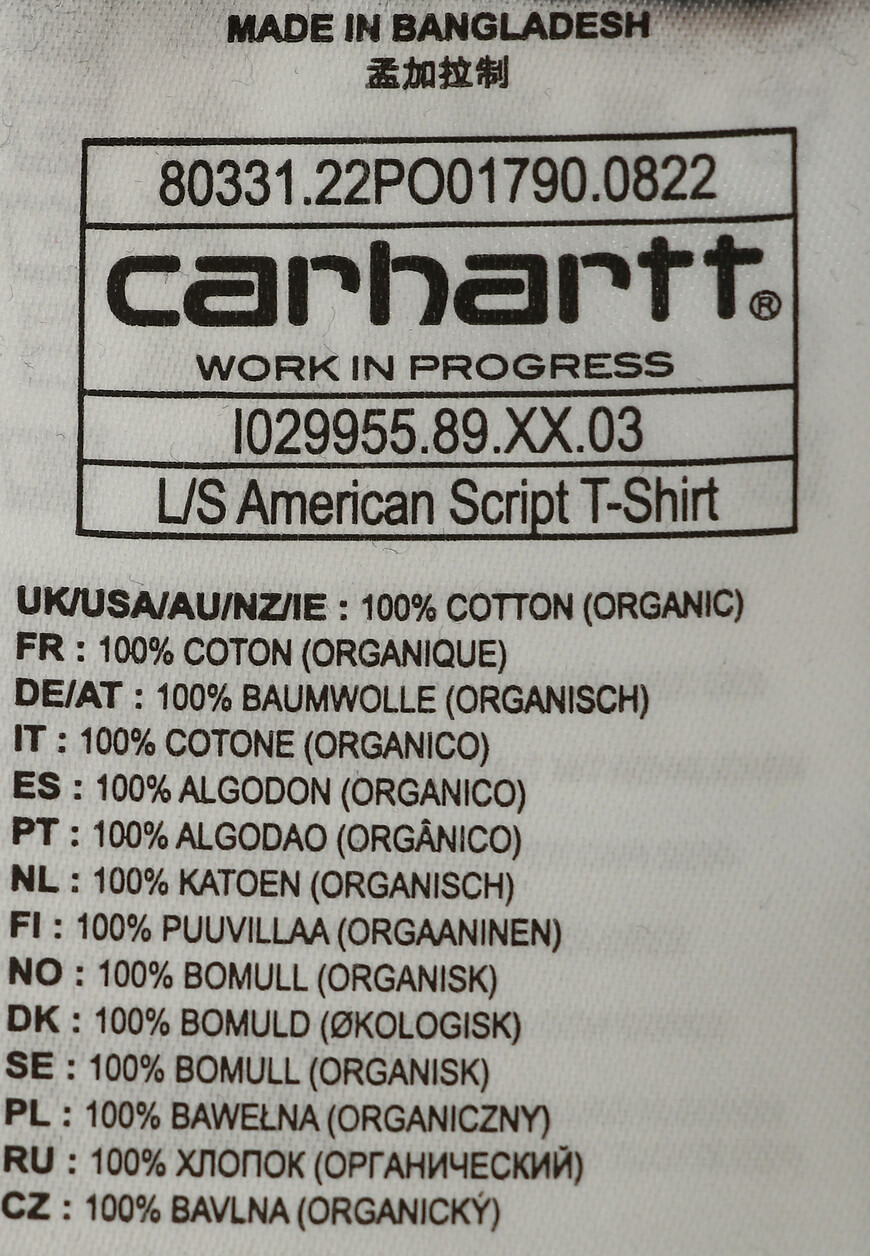 MADE IN BANGLADESH
孟加拉制
80331.22PO01790.0822
carhartt®
WORK IN PROGRESS
I029955.89.XX.03
L/S American Script T-Shirt
UK/USA/AU/NZ/IE : 100% COTTON (ORGANIC)
FR : 100% COTON (ORGANIQUE)
DE/AT : 100% BAUMWOLLE (ORGANISCH)
IT : 100% COTONE (ORGANICO)
ES : 100% ALGODON (ORGANICO)
PT : 100% ALGODAO (ORGÂNICO)
NL : 100% KATOEN (ORGANISCH)
FI : 100% PUUVILLAA (ORGAANINEN)
NO : 100% BOMULL (ORGANISK)
DK : 100% BOMULD (ØKOLOGISK)
SE : 100% BOMULL (ORGANISK)
PL : 100% BAWEŁNA (ORGANICZNY)
RU : 100% ХЛОПОК (ОРГАНИЧЕСКИЙ)
CZ : 100% BAVLNA (ORGANICKÝ)